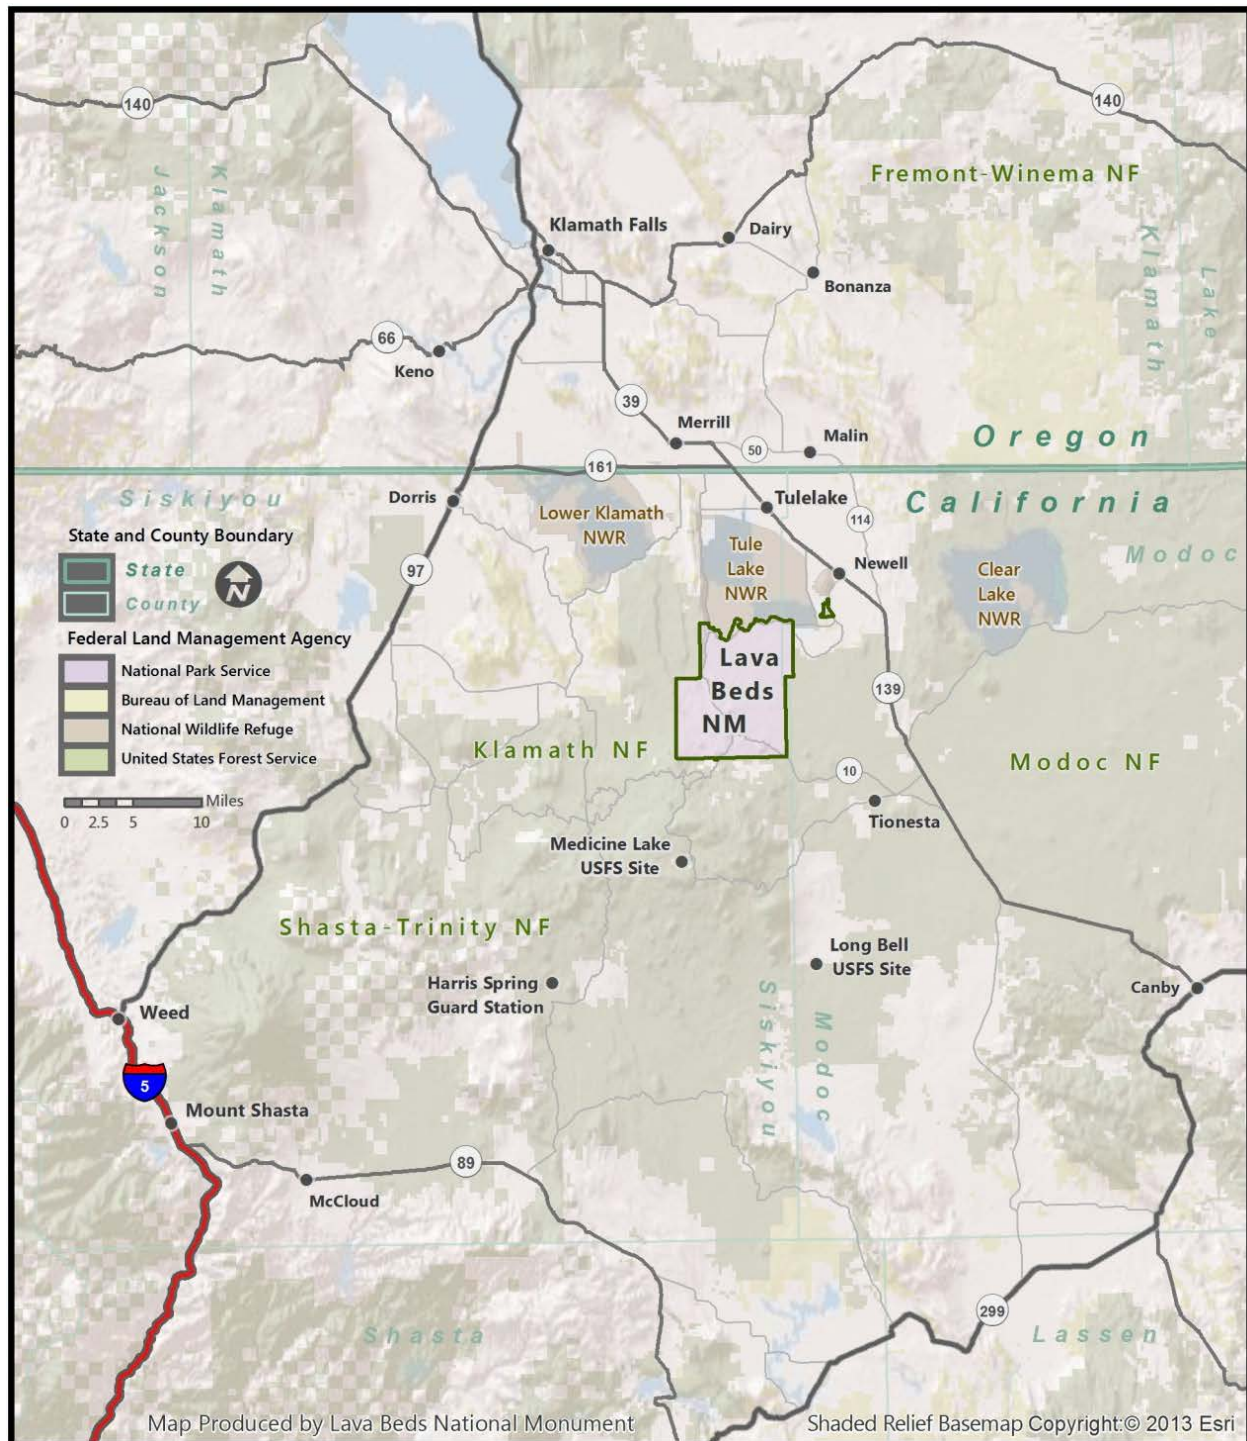 140
140
Fremont-Winema NF
Jackson
Klamath
Klamath
Lake
Klamath Falls
Dairy
Bonanza
66
Keno
39
Merrill
50
Malin
Oregon
161
Siskiyou
Dorris
Lower Klamath
NWR
Tulelake
California
114
Modoc
State and County Boundary
State
County
N
97
Tule
Lake
NWR
Newell
Clear
Lake
NWR
Federal Land Management Agency
National Park Service
Bureau of Land Management
National Wildlife Refuge
United States Forest Service
Lava
Beds
NM
139
Klamath NF
Modoc NF
10
Miles
0 2.5 5 10
Tionesta
Medicine Lake
USFS Site
Shasta-Trinity NF
Long Bell
USFS Site
Harris Spring
Guard Station
Canby
Weed
Siskiyou
Modoc
5
Mount Shasta
89
McCloud
299
Shasta
Lassen
Map Produced by Lava Beds National Monument
Shaded Relief Basemap Copyright:© 2013 Esri